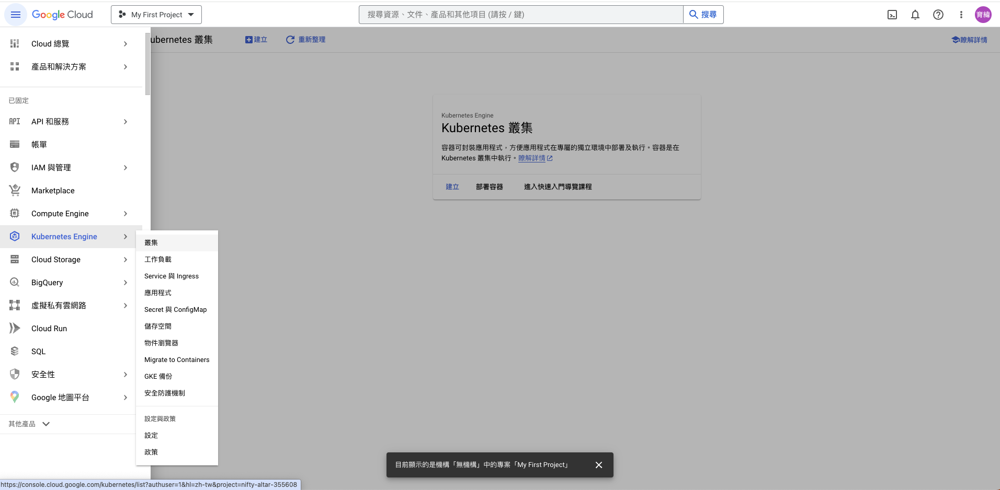 Google Cloud
My First Project
搜尋資源、文件、產品和其他項目 (請按 / 鍵)
搜尋
育緯
Cloud 總覽
產品和解決方案
已固定
API 和服務
帳單
IAM 與管理
Marketplace
Compute Engine
Kubernetes Engine
Cloud Storage
BigQuery
虛擬私有雲網路
Cloud Run
SQL
安全性
Google 地圖平台
其他產品
叢集
工作負載
Service 與 Ingress
應用程式
Secret 與 ConfigMap
儲存空間
物件瀏覽器
Migrate to Containers
GKE 備份
安全防護機制
設定與政策
設定
政策
ubernetes 叢集
建立
重新整理
瞭解詳情
Kubernetes Engine
Kubernetes 叢集
容器可封裝應用程式，方便應用程式在專屬的獨立環境中部署及執行。容器是在
Kubernetes 叢集中執行。瞭解詳情
建立
部署容器
進入快速入門導覽課程
目前顯示的是機構「無機構」中的專案「My First Project」
https://console.cloud.google.com/kubernetes/list?authuser=1&hl=zh-tw&project=nifty-altar-355608